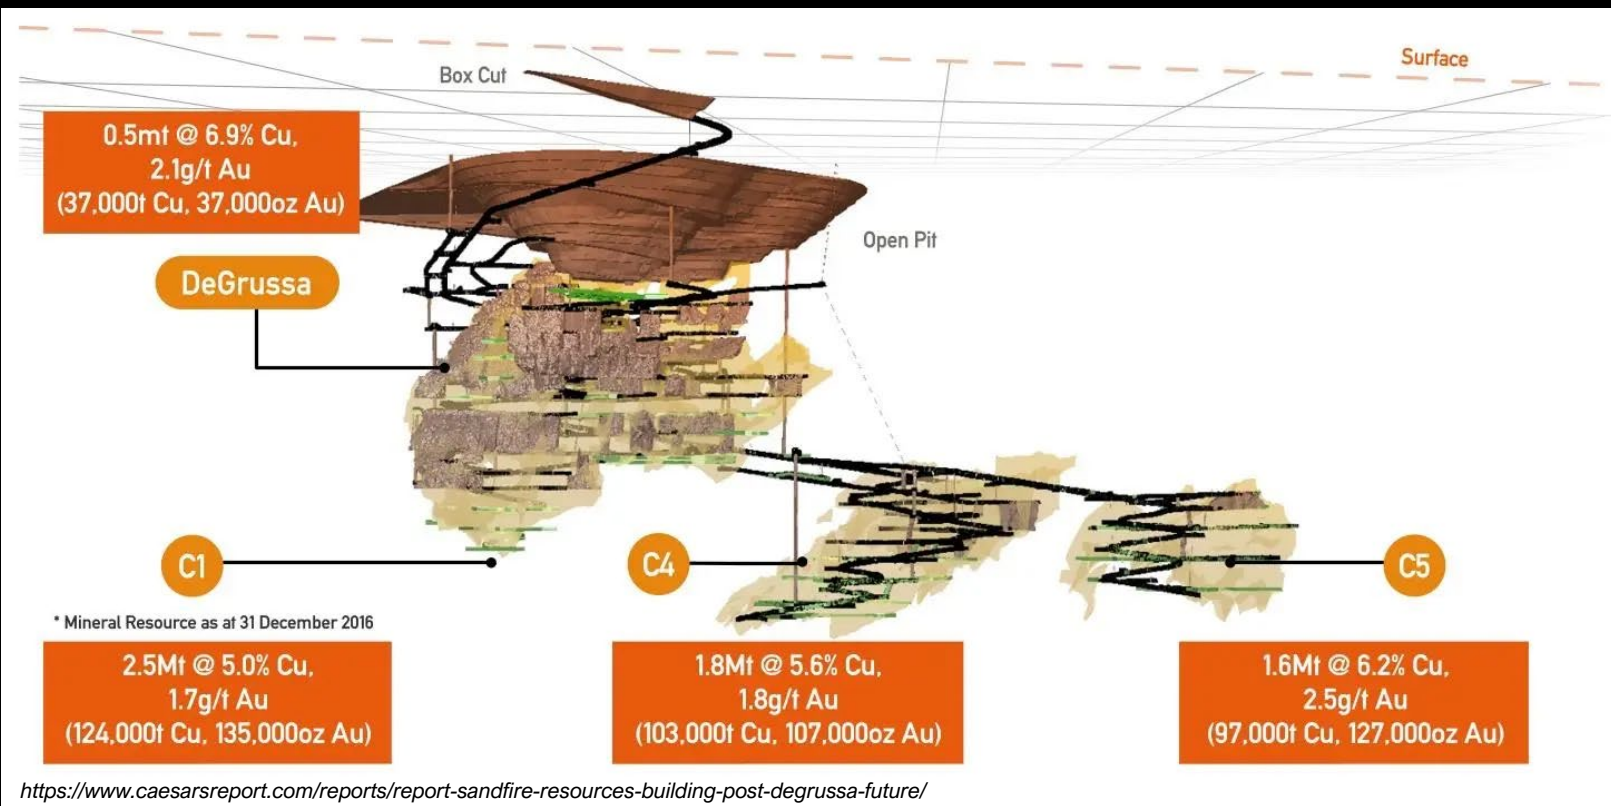 Surface
Box Cut
0.5mt @ 6.9% Cu,
2.1g/t Au
(37,000t Cu, 37,000oz Au)
Open Pit
DeGrussa
C1
C4
C5
* Mineral Resource as at 31 December 2016
2.5Mt @ 5.0% Cu,
1.7g/t Au
(124,000t Cu, 135,000oz Au)
1.8Mt @ 5.6% Cu,
1.8g/t Au
(103,000t Cu, 107,000oz Au)
1.6Mt @ 6.2% Cu,
2.5g/t Au
(97,000t Cu, 127,000oz Au)
https://www.caesarsreport.com/reports/report-sandfire-resources-building-post-degrussa-future/